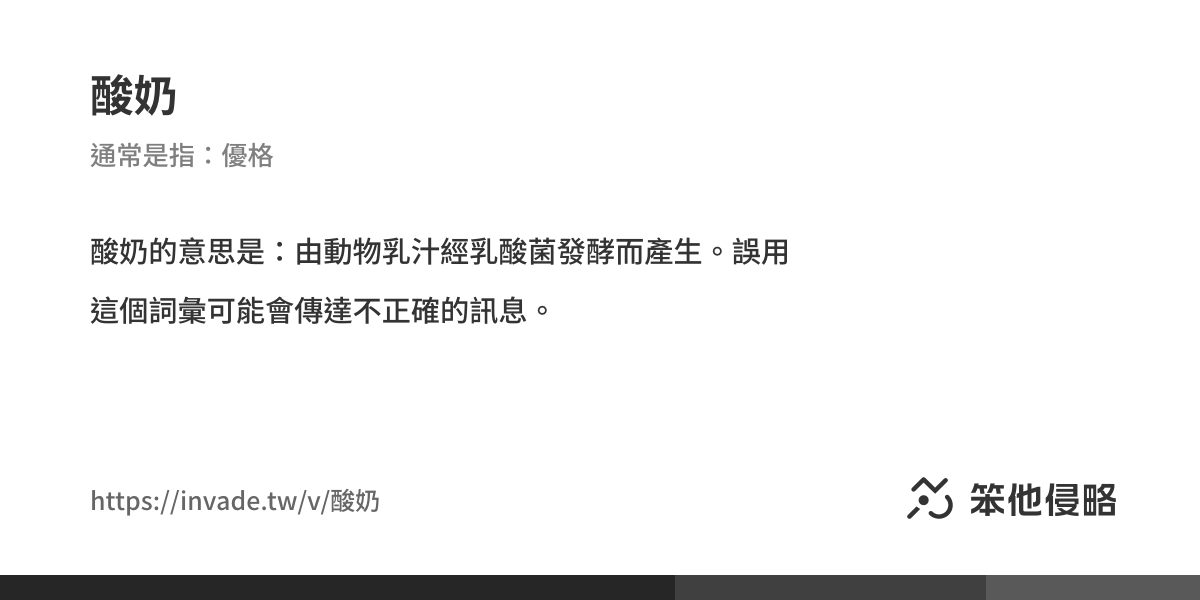 酸奶
通常是指：優格
酸奶的意思是：由動物乳汁經乳酸菌發酵而產生。誤用
這個詞彙可能會傳達不正確的訊息。
https://invade.tw/v/酸奶
笨他侵略